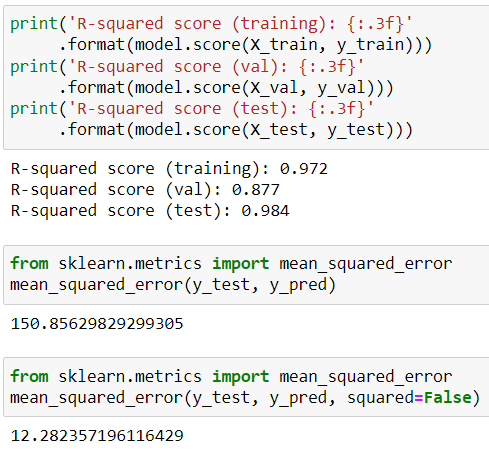 print('R-squared score (training): {:.3f}'
     .format(model.score(X_train, y_train)))
print('R-squared score (val): {:.3f}'
     .format(model.score(X_val, y_val)))
print('R-squared score (test): {:.3f}'
     .format(model.score(X_test, y_test)))
R-squared score (training): 0.972
R-squared score (val): 0.877
R-squared score (test): 0.984
from sklearn.metrics import mean_squared_error
mean_squared_error(y_test, y_pred)
150.85629829299305
from sklearn.metrics import mean_squared_error
mean_squared_error(y_test, y_pred, squared=False)
12.282357196116429